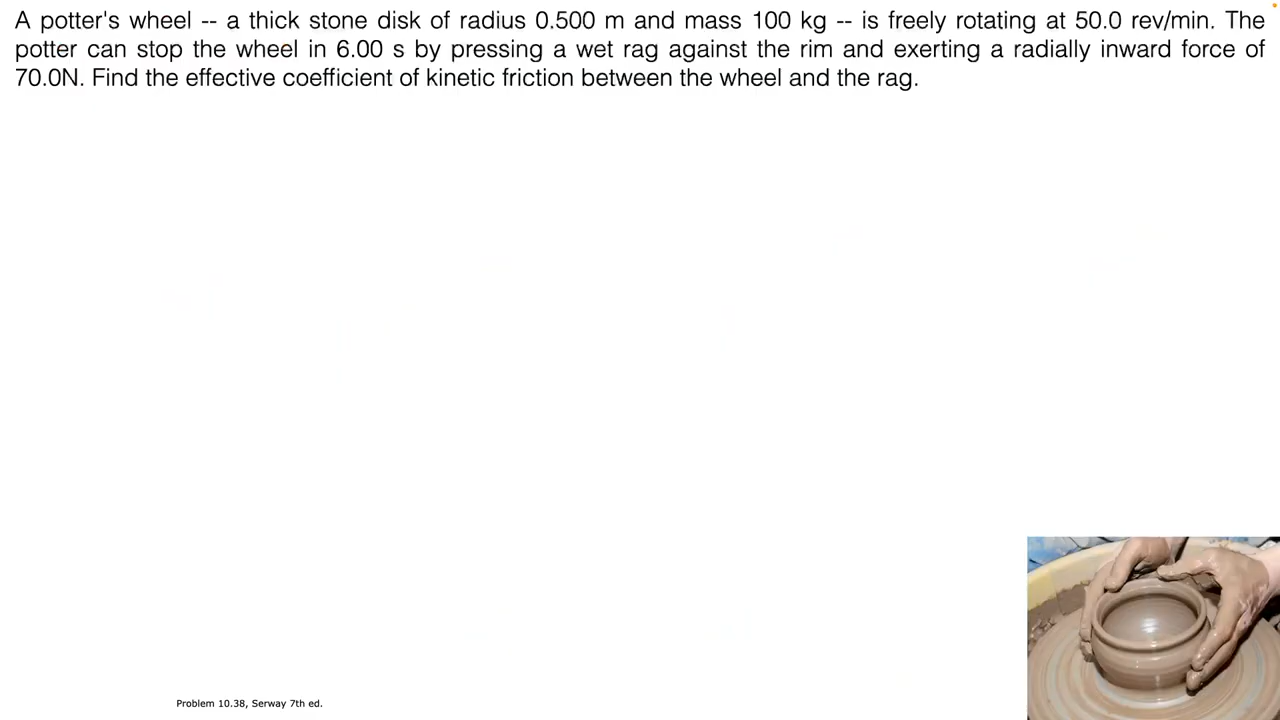 A potter's wheel -- a thick stone disk of radius 0.500 m and mass 100 kg -- is freely rotating at 50.0 rev/min. The
potter can stop the wheel in 6.00 s by pressing a wet rag against the rim and exerting a radially inward force of
70.0N. Find the effective coefficient of kinetic friction between the wheel and the rag.
Problem 10.38, Serway 7th ed.